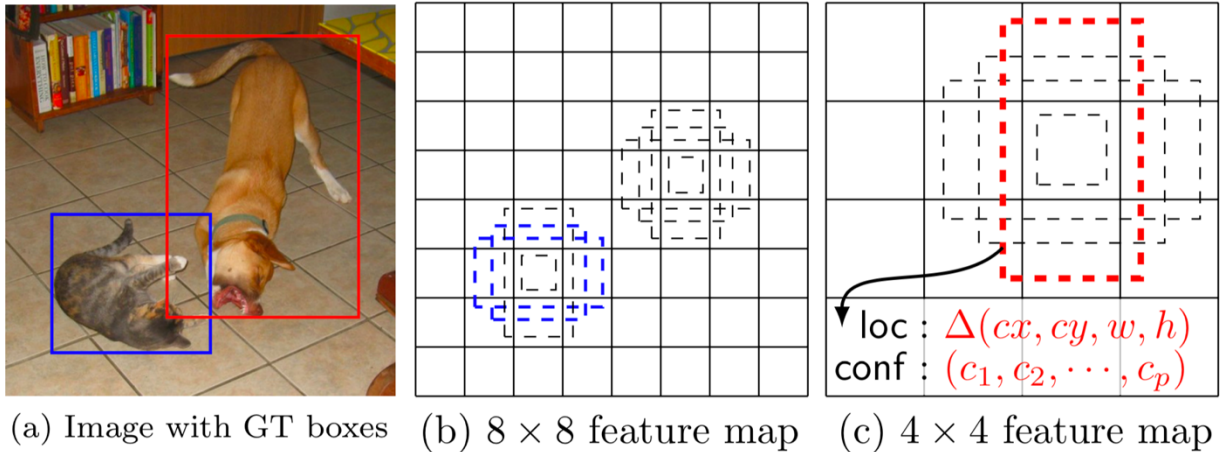 loc : Δ(cx, cy, w, h)
conf : (c₁, c₂, ⋯, cₚ)
(a) Image with GT boxes
(b) 8 × 8 feature map
(c) 4 × 4 feature map